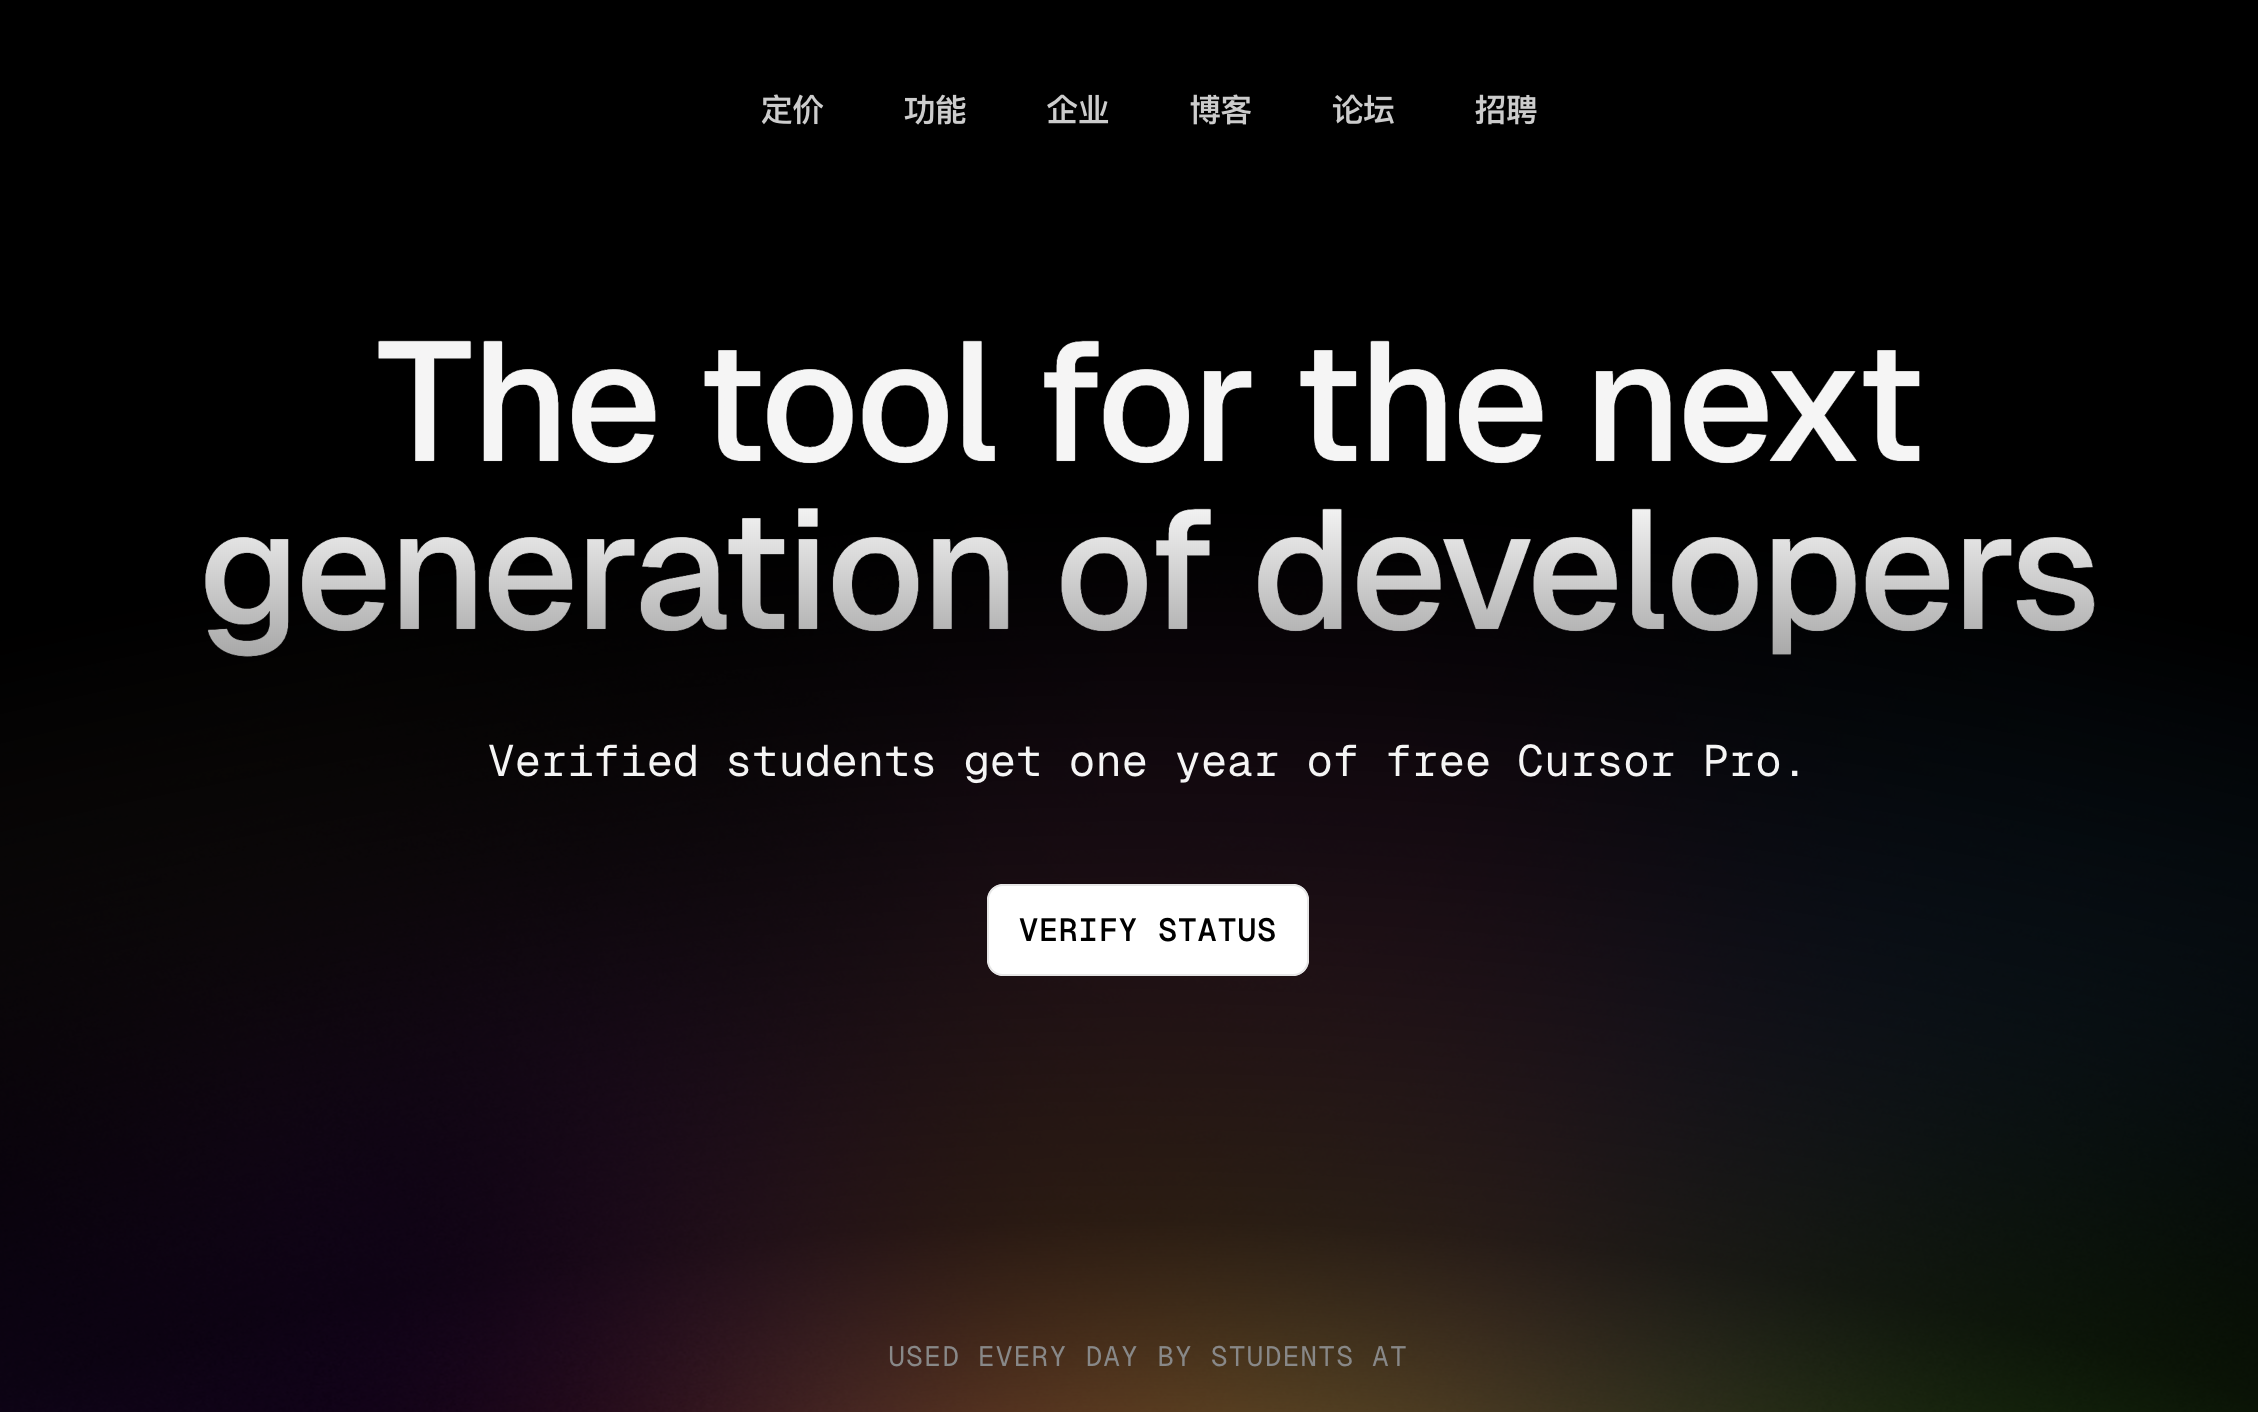 定价 功能 企业 博客 论坛 招聘
The tool for the next
generation of developers
Verified students get one year of free Cursor Pro.
VERIFY STATUS
USED EVERY DAY BY STUDENTS AT